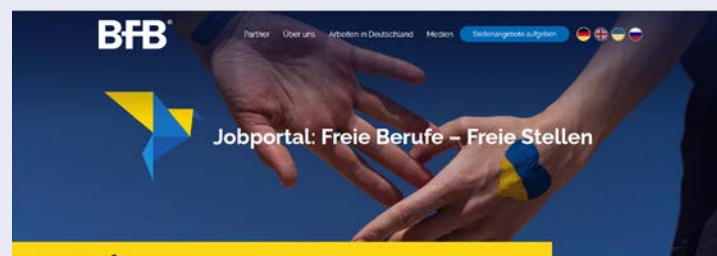 BFB®
Partner Über uns Arbeiten in Deutschland Medien Stellenangebote aufgeben
Jobportal: Freie Berufe – Freie Stellen